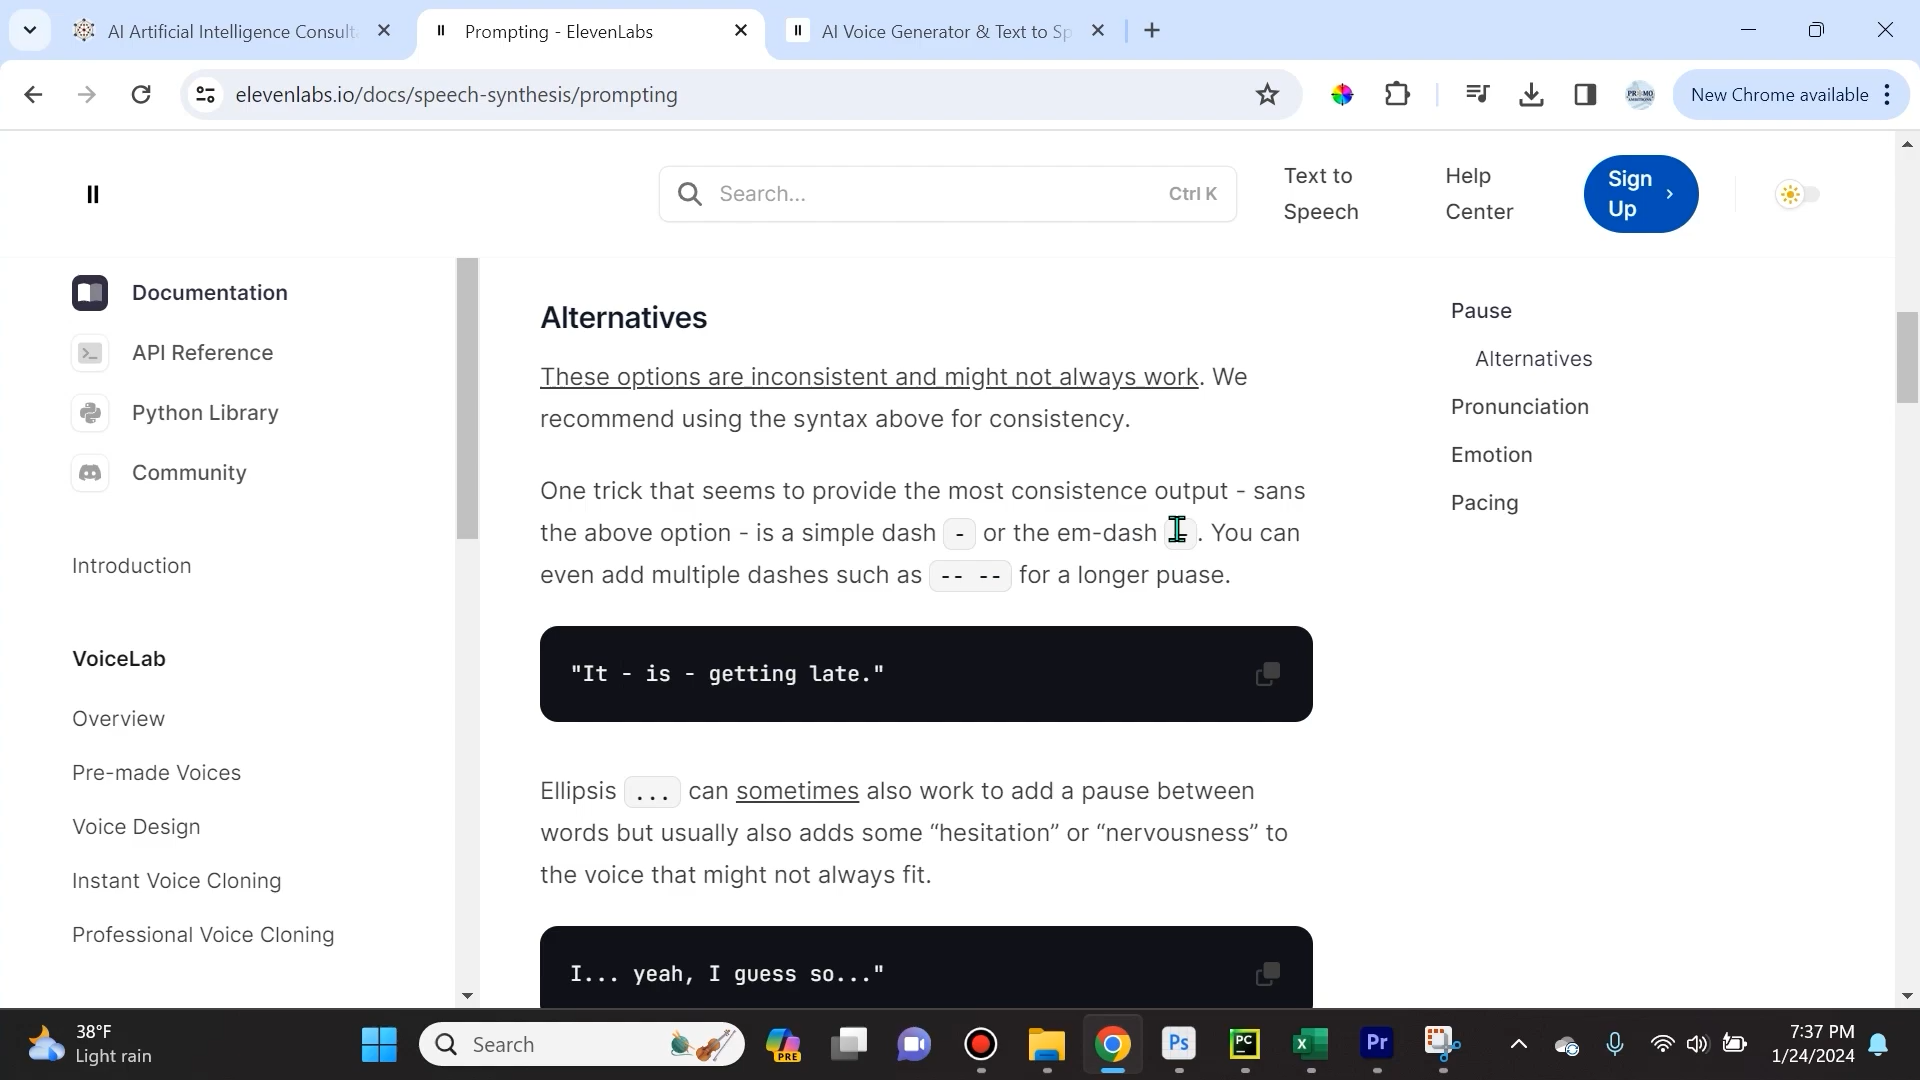 AI Artificial Intelligence Consult
Prompting - ElevenLabs
AI Voice Generator & Text to Sp
elevenlabs.io/docs/speech-synthesis/prompting
New Chrome available
Search...
Ctrl K
Text to
Speech
Help
Center
Sign
Up
Documentation
API Reference
Python Library
Community
Introduction
VoiceLab
Overview
Pre-made Voices
Voice Design
Instant Voice Cloning
Professional Voice Cloning
Alternatives
These options are inconsistent and might not always work. We
recommend using the syntax above for consistency.
One trick that seems to provide the most consistence output - sans
the above option - is a simple dash - or the em-dash —. You can
even add multiple dashes such as -- -- for a longer puase.
"It - is - getting late."
Ellipsis ... can sometimes also work to add a pause between
words but usually also adds some “hesitation” or “nervousness” to
the voice that might not always fit.
I... yeah, I guess so..."
Pause
Alternatives
Pronunciation
Emotion
Pacing
38°F
Light rain
Search
PRE
Ps
PC
X
Pr
7:37 PM
1/24/2024